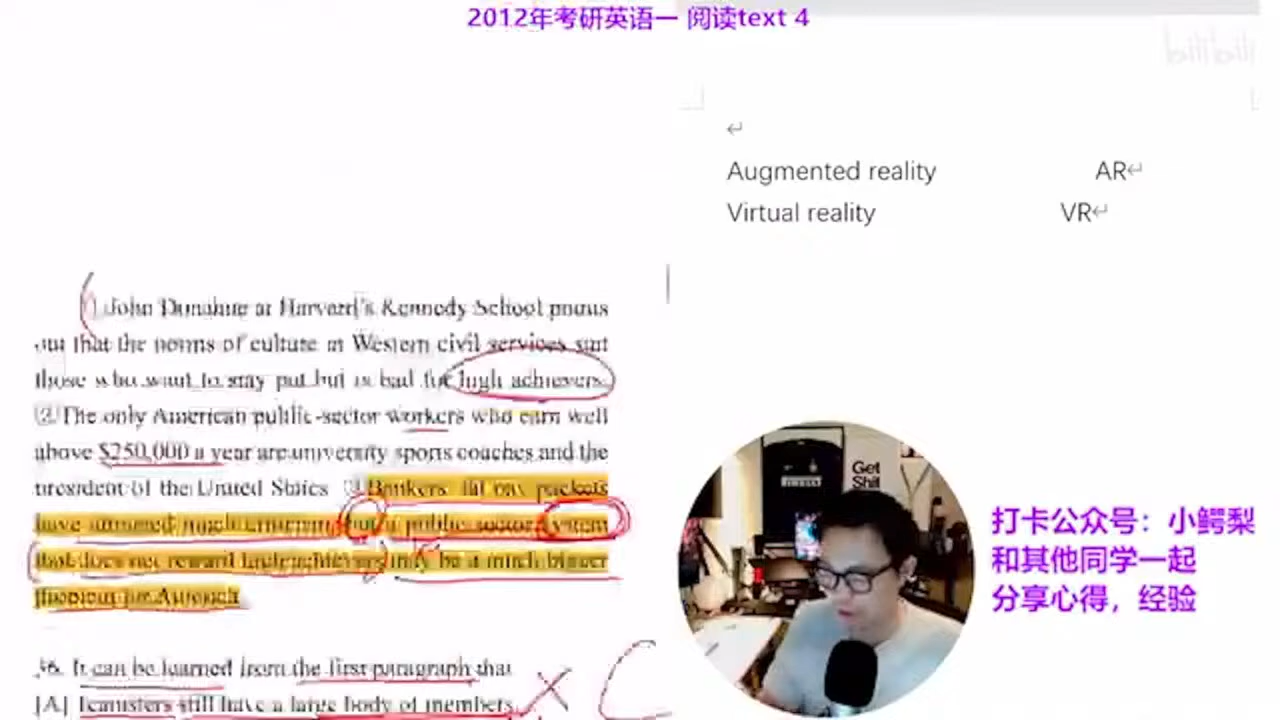 2012年考研英语一 阅读text 4
bilibili
Augmented reality AR
Virtual reality VR
John Donahue at Harvard's Kennedy School points
out that the norms of culture in Western civil services suit
those who want to stay put but is bad for high achievers.
② The only American public-sector workers who earn well
above $250,000 a year are university sports coaches and the
president of the United States ③ Bankers' fat pay packets
have attracted much criticism, but a public-sector system
that does not reward high achievers may be a much bigger
problem for America
Get
Shit
PIRELLI
打卡公众号：小鳄梨
和其他同学一起
分享心得，经验
36. It can be learned from the first paragraph that
[A] Teamsters still have a large body of members.